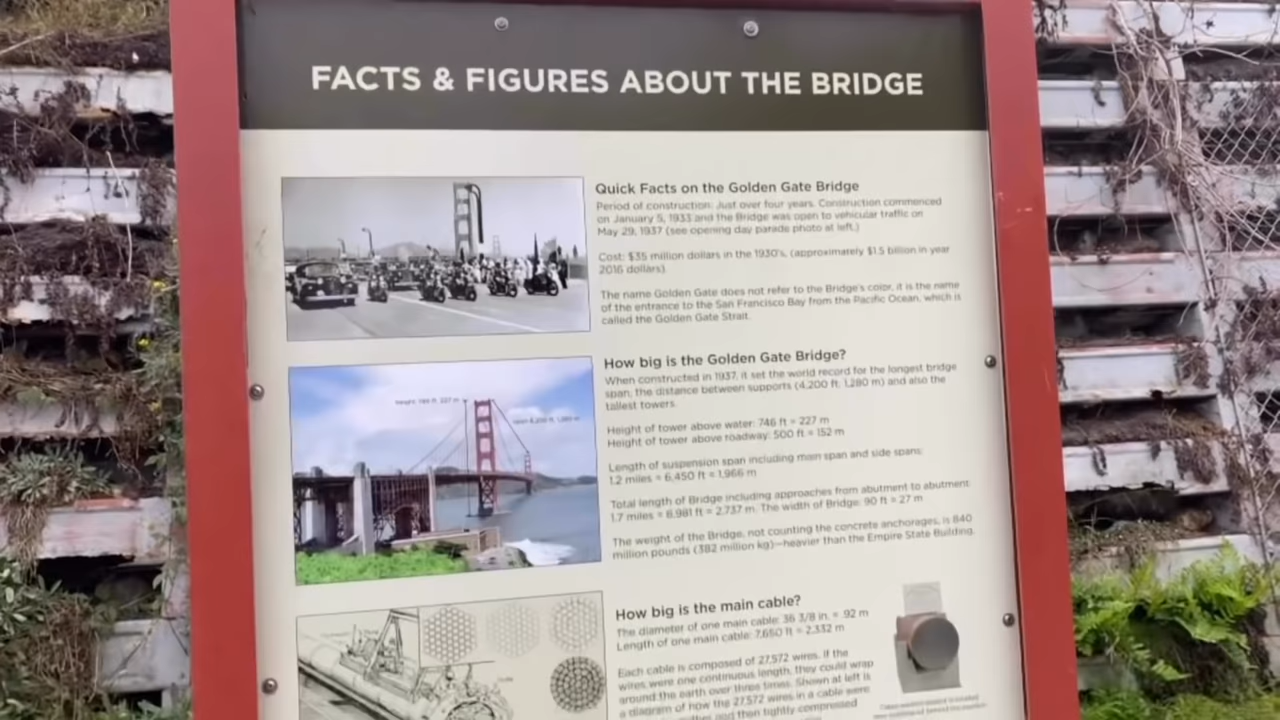 FACTS & FIGURES ABOUT THE BRIDGE
Quick Facts on the Golden Gate Bridge
Period of construction: Just over four years. Construction commenced
on January 5, 1933 and the Bridge was open to vehicular traffic on
May 29, 1937 (see opening day parade photo at left.)
Cost: $35 million dollars in the 1930's, (approximately $1.5 billion in year
2016 dollars).
The name Golden Gate does not refer to the Bridge's color, it is the name
of the entrance to the San Francisco Bay from the Pacific Ocean, which is
called the Golden Gate Strait.
How big is the Golden Gate Bridge?
When constructed in 1937, it set the world record for the longest bridge
span, the distance between supports (4,200 ft; 1,280 m) and also the
tallest towers.
Height of tower above water: 746 ft = 227 m
Height of tower above roadway: 500 ft = 152 m
Length of suspension span including main span and side spans:
1.2 miles = 6,450 ft = 1,966 m
Total length of Bridge including approaches from abutment to abutment:
1.7 miles = 8,981 ft = 2,737 m. The width of Bridge: 90 ft = 27 m
The weight of the Bridge, not counting the concrete anchorages, is 840
million pounds (382 million kg)—heavier than the Empire State Building.
How big is the main cable?
The diameter of one main cable: 36 3/8 in. = .92 m
Length of one main cable: 7,650 ft = 2,332 m
Each cable is composed of 27,572 wires. If the
wires were one continuous length, they could wrap
around the earth over three times. Shown at left is
a diagram of how the 27,572 wires in a cable were
and then tightly compressed